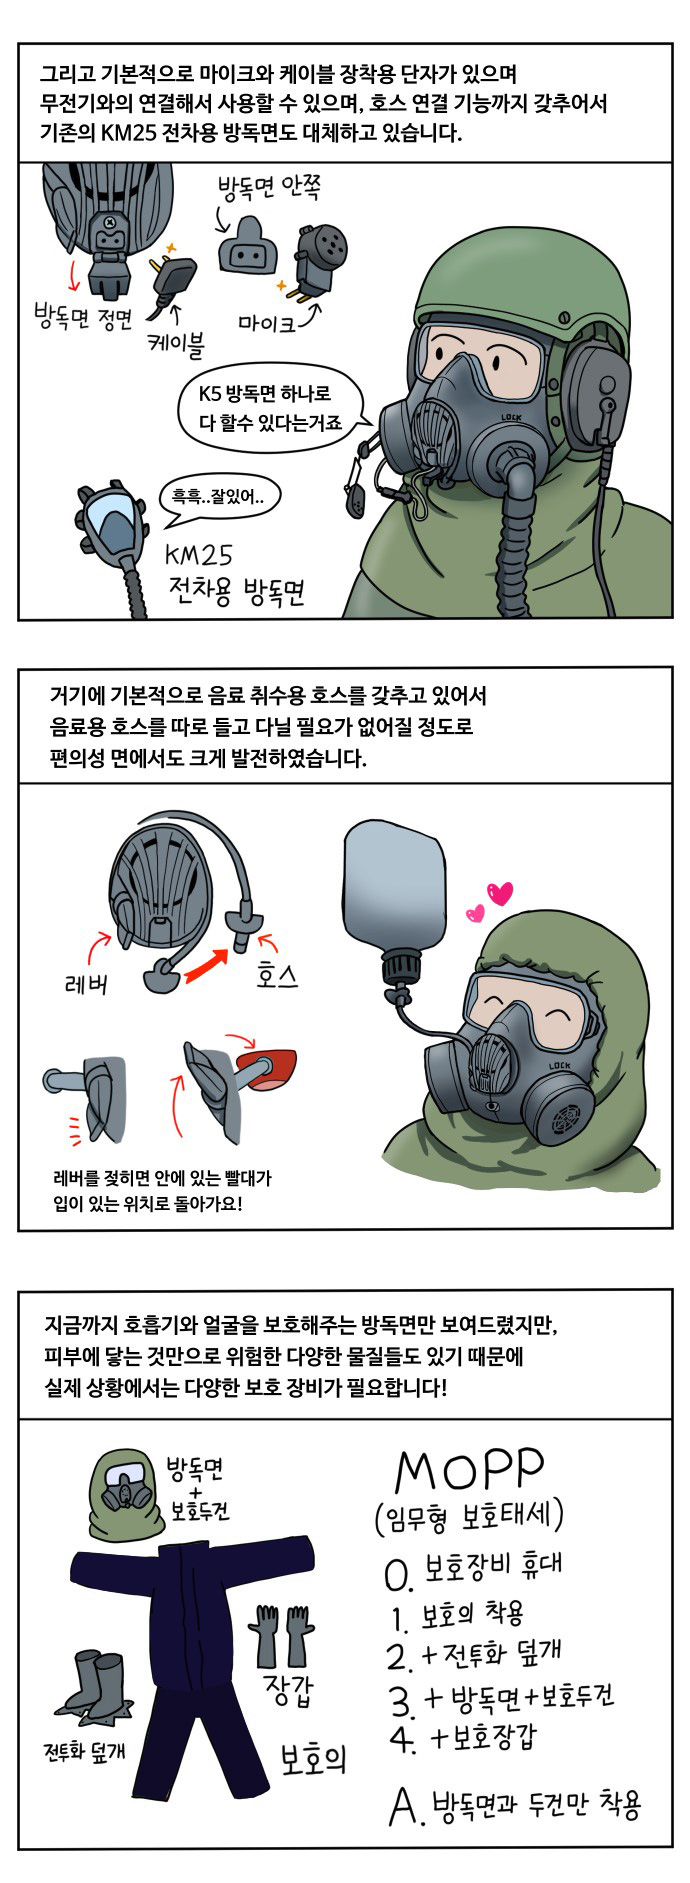 그리고 기본적으로 마이크와 케이블 장착용 단자가 있으며
무전기와의 연결해서 사용할 수 있으며, 호스 연결 기능까지 갖추어서
기존의 KM25 전차용 방독면도 대체하고 있습니다.
방독면 안쪽
방독면 정면
케이블
마이크
K5 방독면 하나로
다 할수 있다는거죠
LOCK
흑흑..잘있어..
KM25
전차용 방독면
거기에 기본적으로 음료 취수용 호스를 갖추고 있어서
음료용 호스를 따로 들고 다닐 필요가 없어질 정도로
편의성 면에서도 크게 발전하였습니다.
레버
호스
LOCK
레버를 젖히면 안에 있는 빨대가
입이 있는 위치로 돌아가요!
지금까지 호흡기와 얼굴을 보호해주는 방독면만 보여드렸지만,
피부에 닿는 것만으로 위험한 다양한 물질들도 있기 때문에
실제 상황에서는 다양한 보호 장비가 필요합니다!
방독면
+
보호두건
장갑
전투화 덮개
보호의
MOPP
(임무형 보호태세)
0. 보호장비 휴대
1. 보호의 착용
2. + 전투화 덮개
3. + 방독면+보호두건
4. +보호장갑
A. 방독면과 두건만 착용